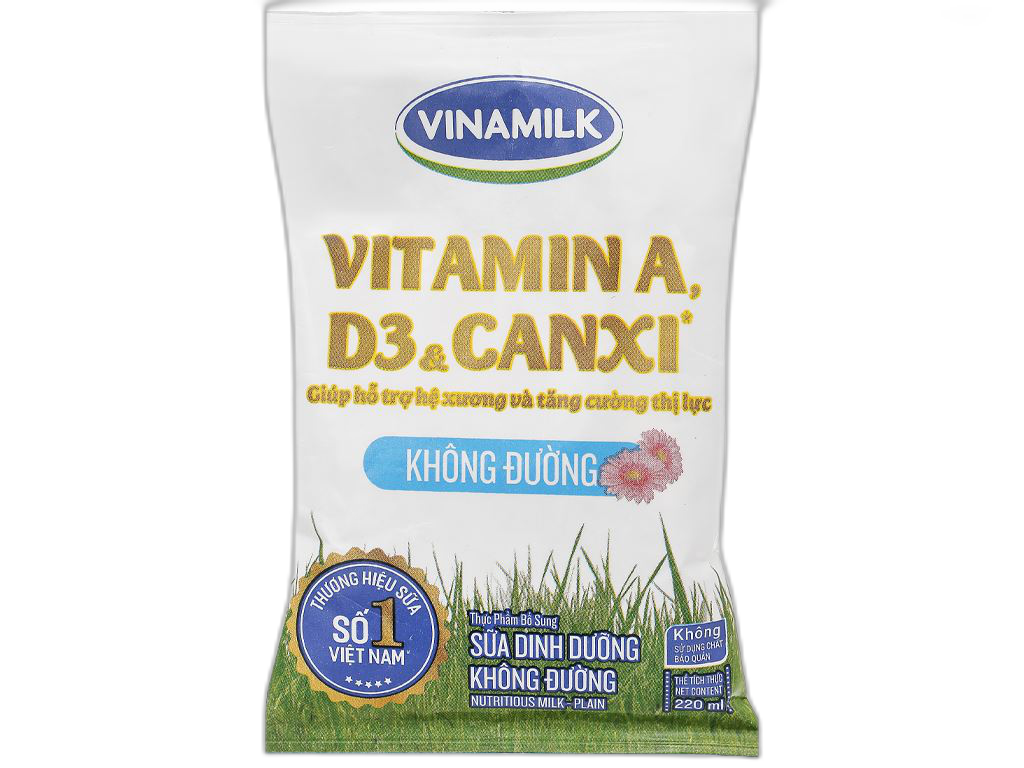 VINAMILK
VITAMIN A,
D3 & CANXI*
Giúp hỗ trợ hệ xương và tăng cường thị lực
KHÔNG ĐƯỜNG
THƯƠNG HIỆU SỮA
SỐ 1
VIỆT NAM
Thực Phẩm Bổ Sung
SỮA DINH DƯỠNG
KHÔNG ĐƯỜNG
NUTRITIOUS MILK - PLAIN
Không
SỬ DỤNG CHẤT
BẢO QUẢN
THỂ TÍCH THỰC
NET CONTENT
220 ml